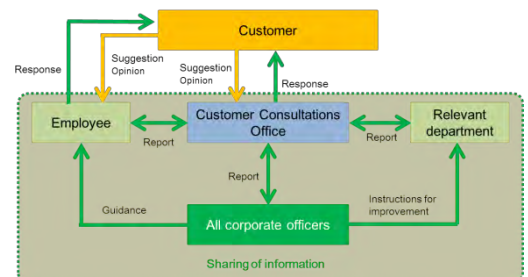 Customer
Suggestion
Opinion
Suggestion
Opinion
Response
Response
Employee
Customer Consultations
Office
Relevant
department
Report
Report
Report
Guidance
Instructions for
improvement
All corporate officers
Sharing of information